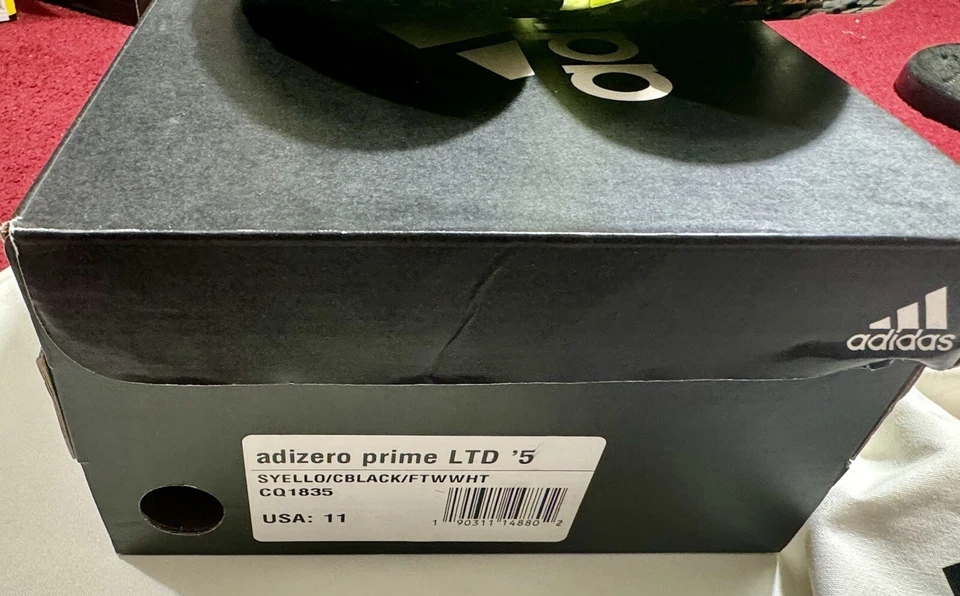 adidas
adizero prime LTD '5
SYELLO/CBLACK/FTWWHT
CQ1835
USA: 11
1 90311 14880 2